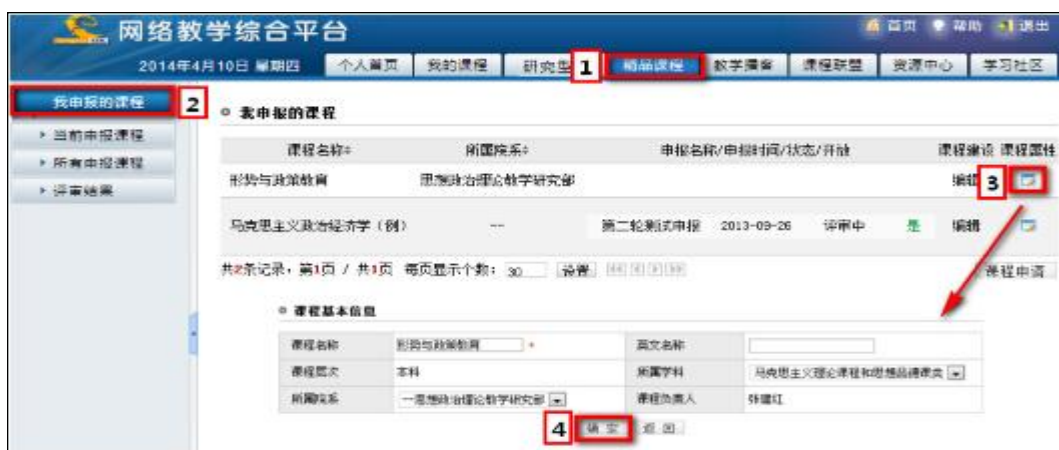 网络教学综合平台
首页 帮助 退出
2014年4月10日 星期四 个人首页 我的课程 研究型 1 精品课程 教学播客 课程联盟 资源中心 学习社区
我申报的课程 2
当前申报课程
所有申报课程
评审结果
我申报的课程
课程名称 所属院系 申报名称/申报时间/状态/开放 课程建设 课程属性
形势与政策教育 思想政治理论教学研究部 编辑 3
马克思主义政治经济学(例) -- 第二轮测试申报 2013-09-26 评审中 是 编辑
共2条记录,第1页 / 共1页 每页显示个数: 30 设置 课程申请
课程基本信息
课程名称 形势与政策教育 * 英文名称
课程层次 本科 所属学科 马克思主义理论课程和思想品德课类
所属院系 一思想政治理论教学研究部 课程负责人
4 确定 返回